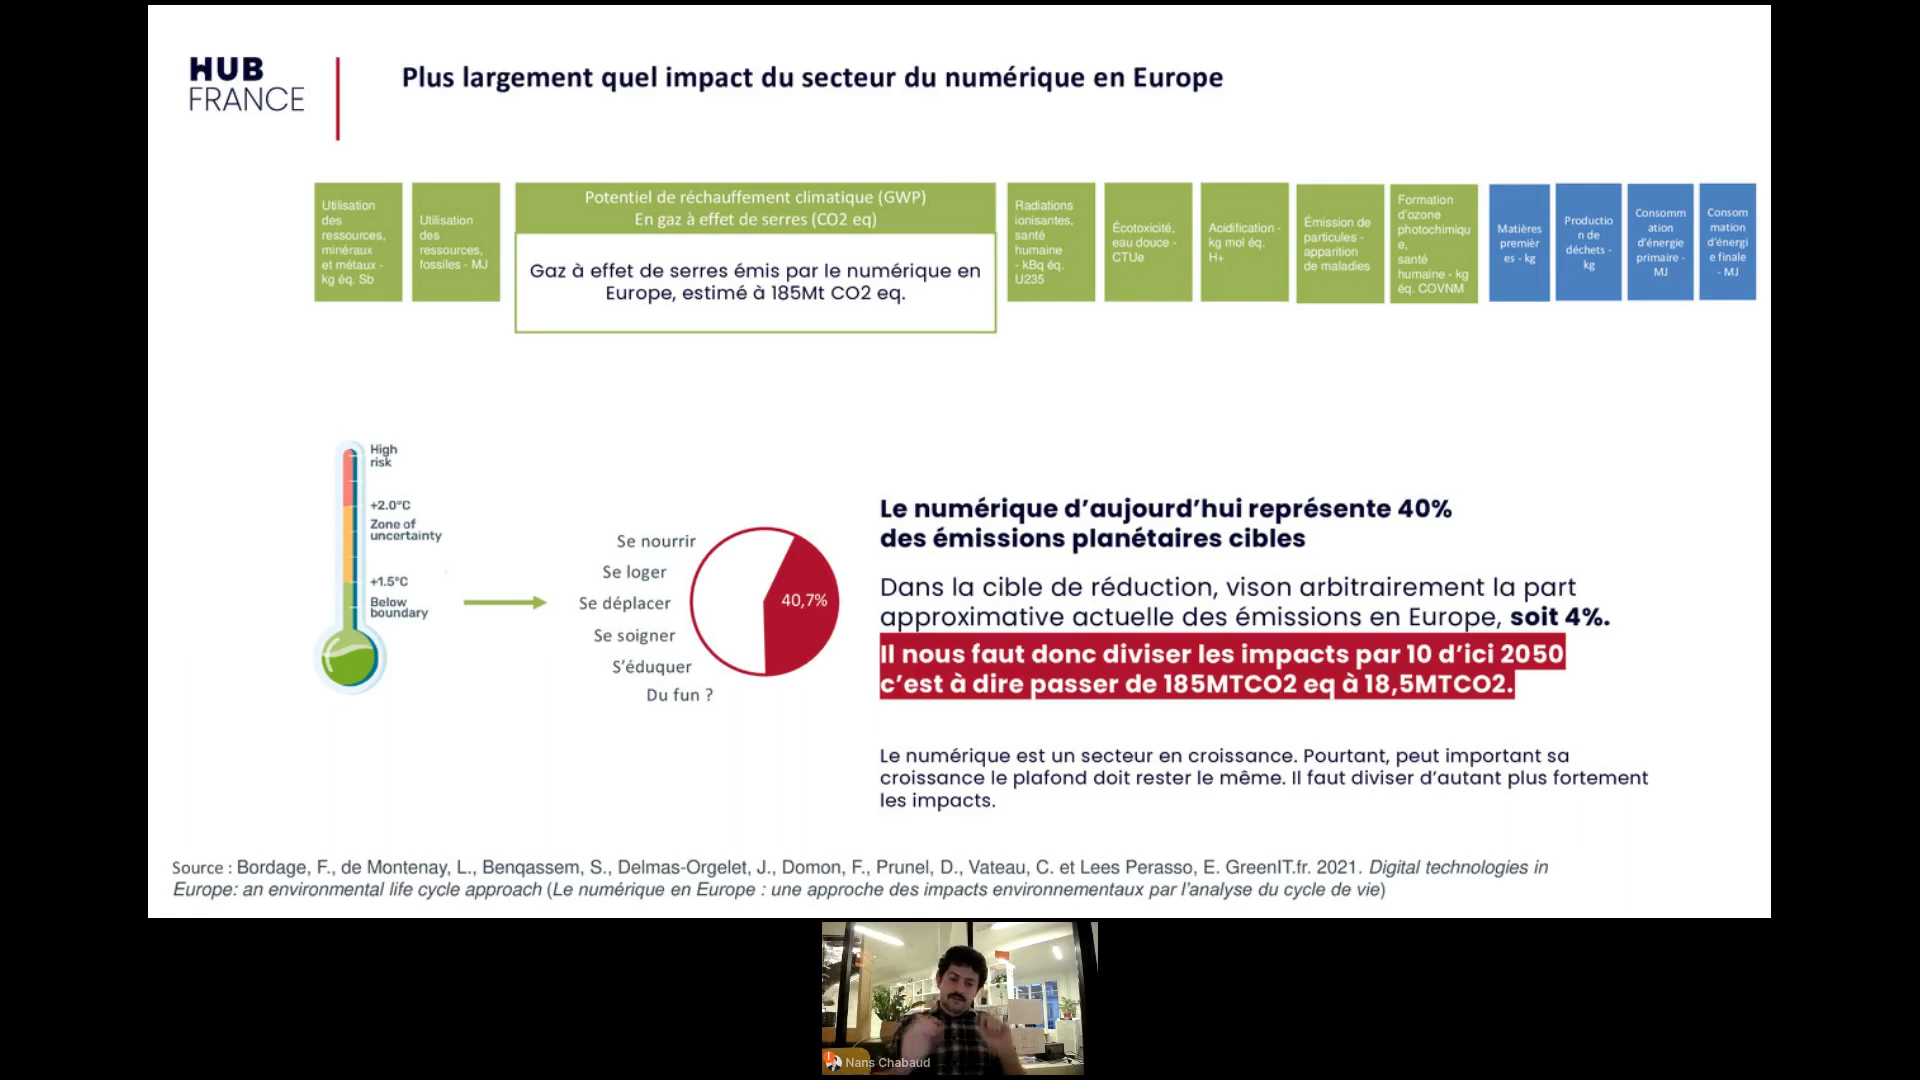 HUB
FRANCE
Plus largement quel impact du secteur du numérique en Europe
Utilisation
des
ressources,
minéraux
et métaux -
kg éq. Sb
Utilisation
des
ressources,
fossiles - MJ
Potentiel de réchauffement climatique (GWP)
En gaz à effet de serres (CO2 eq)
Gaz à effet de serres émis par le numérique en
Europe, estimé à 185Mt CO2 eq.
Radiations
ionisantes,
santé
humaine
- kBq éq.
U235
Écotoxicité,
eau douce -
CTUe
Acidification -
kg mol éq.
H+
Émission de
particules -
apparition
de maladies
Formation
d'ozone
photochimiqu
e,
santé
humaine - kg
éq. COVNM
Matières
premièr
es - kg
Productio
n de
déchets -
kg
Consomm
ation
d'énergie
primaire -
MJ
Consom
mation
d'énergi
e finale
- MJ
High
risk
+2.0°C
Zone of
uncertainty
+1.5°C
Below
boundary
Se nourrir
Se loger
Se déplacer
Se soigner
S'éduquer
Du fun ?
40,7%
Le numérique d'aujourd'hui représente 40%
des émissions planétaires cibles
Dans la cible de réduction, vison arbitrairement la part
approximative actuelle des émissions en Europe, soit 4%.
Il nous faut donc diviser les impacts par 10 d'ici 2050
c'est à dire passer de 185MTCO2 eq à 18,5MTCO2.
Le numérique est un secteur en croissance. Pourtant, peut important sa
croissance le plafond doit rester le même. Il faut diviser d'autant plus fortement
les impacts.
Source : Bordage, F., de Montenay, L., Benqassem, S., Delmas-Orgelet, J., Domon, F., Prunel, D., Vateau, C. et Lees Perasso, E. GreenIT.fr. 2021. Digital technologies in
Europe: an environmental life cycle approach (Le numérique en Europe : une approche des impacts environnementaux par l'analyse du cycle de vie)
Nans Chabaud